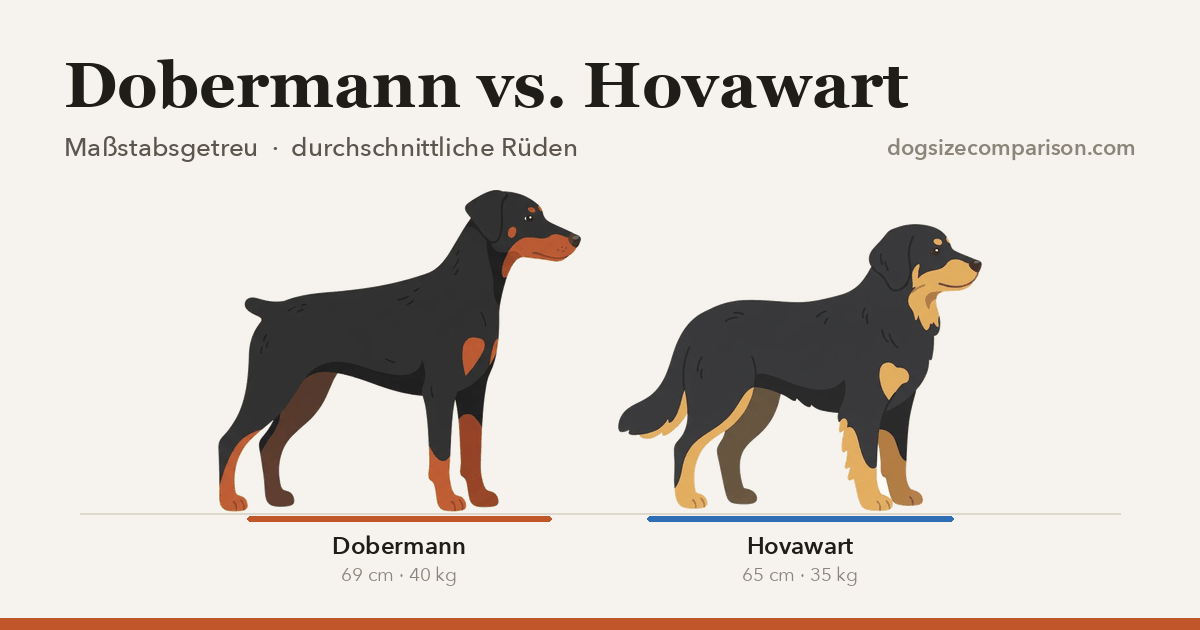 Dobermann vs. Hovawart
Maßstabsgetreu · durchschnittliche Rüden
dogsizecomparison.com
Dobermann
69 cm · 40 kg
Hovawart
65 cm · 35 kg